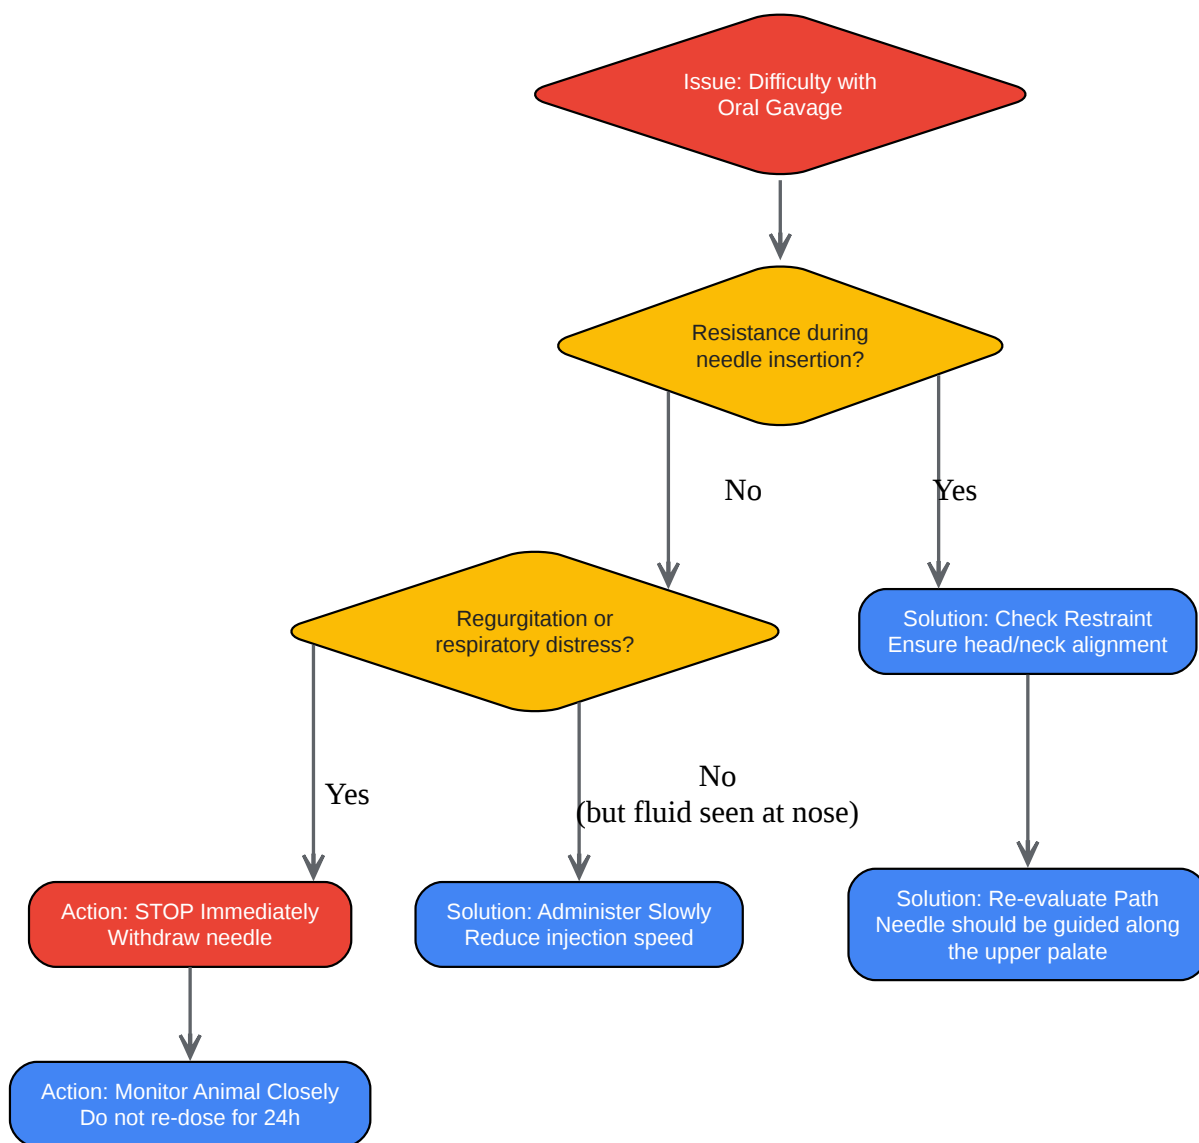 Issue: Difficulty with
Oral Gavage
Resistance during
needle insertion?
No
Yes
Regurgitation or
respiratory distress?
Solution: Check Restraint
Ensure head/neck alignment
Yes
No
(but fluid seen at nose)
Action: STOP Immediately
Withdraw needle
Solution: Administer Slowly
Reduce injection speed
Solution: Re-evaluate Path
Needle should be guided along
the upper palate
Action: Monitor Animal Closely
Do not re-dose for 24h